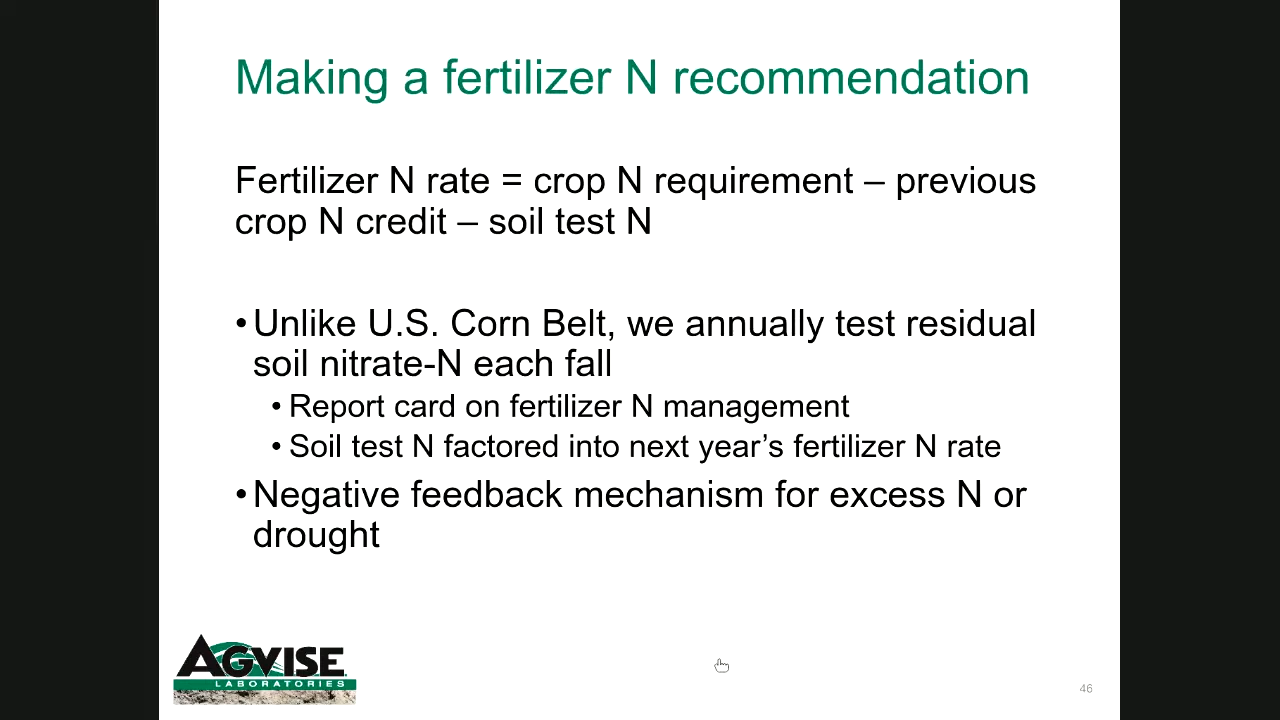 Making a fertilizer N recommendation
Fertilizer N rate = crop N requirement – previous
crop N credit – soil test N
•Unlike U.S. Corn Belt, we annually test residual
soil nitrate-N each fall
•Report card on fertilizer N management
•Soil test N factored into next year’s fertilizer N rate
•Negative feedback mechanism for excess N or
drought
AGVISE
LABORATORIES
46